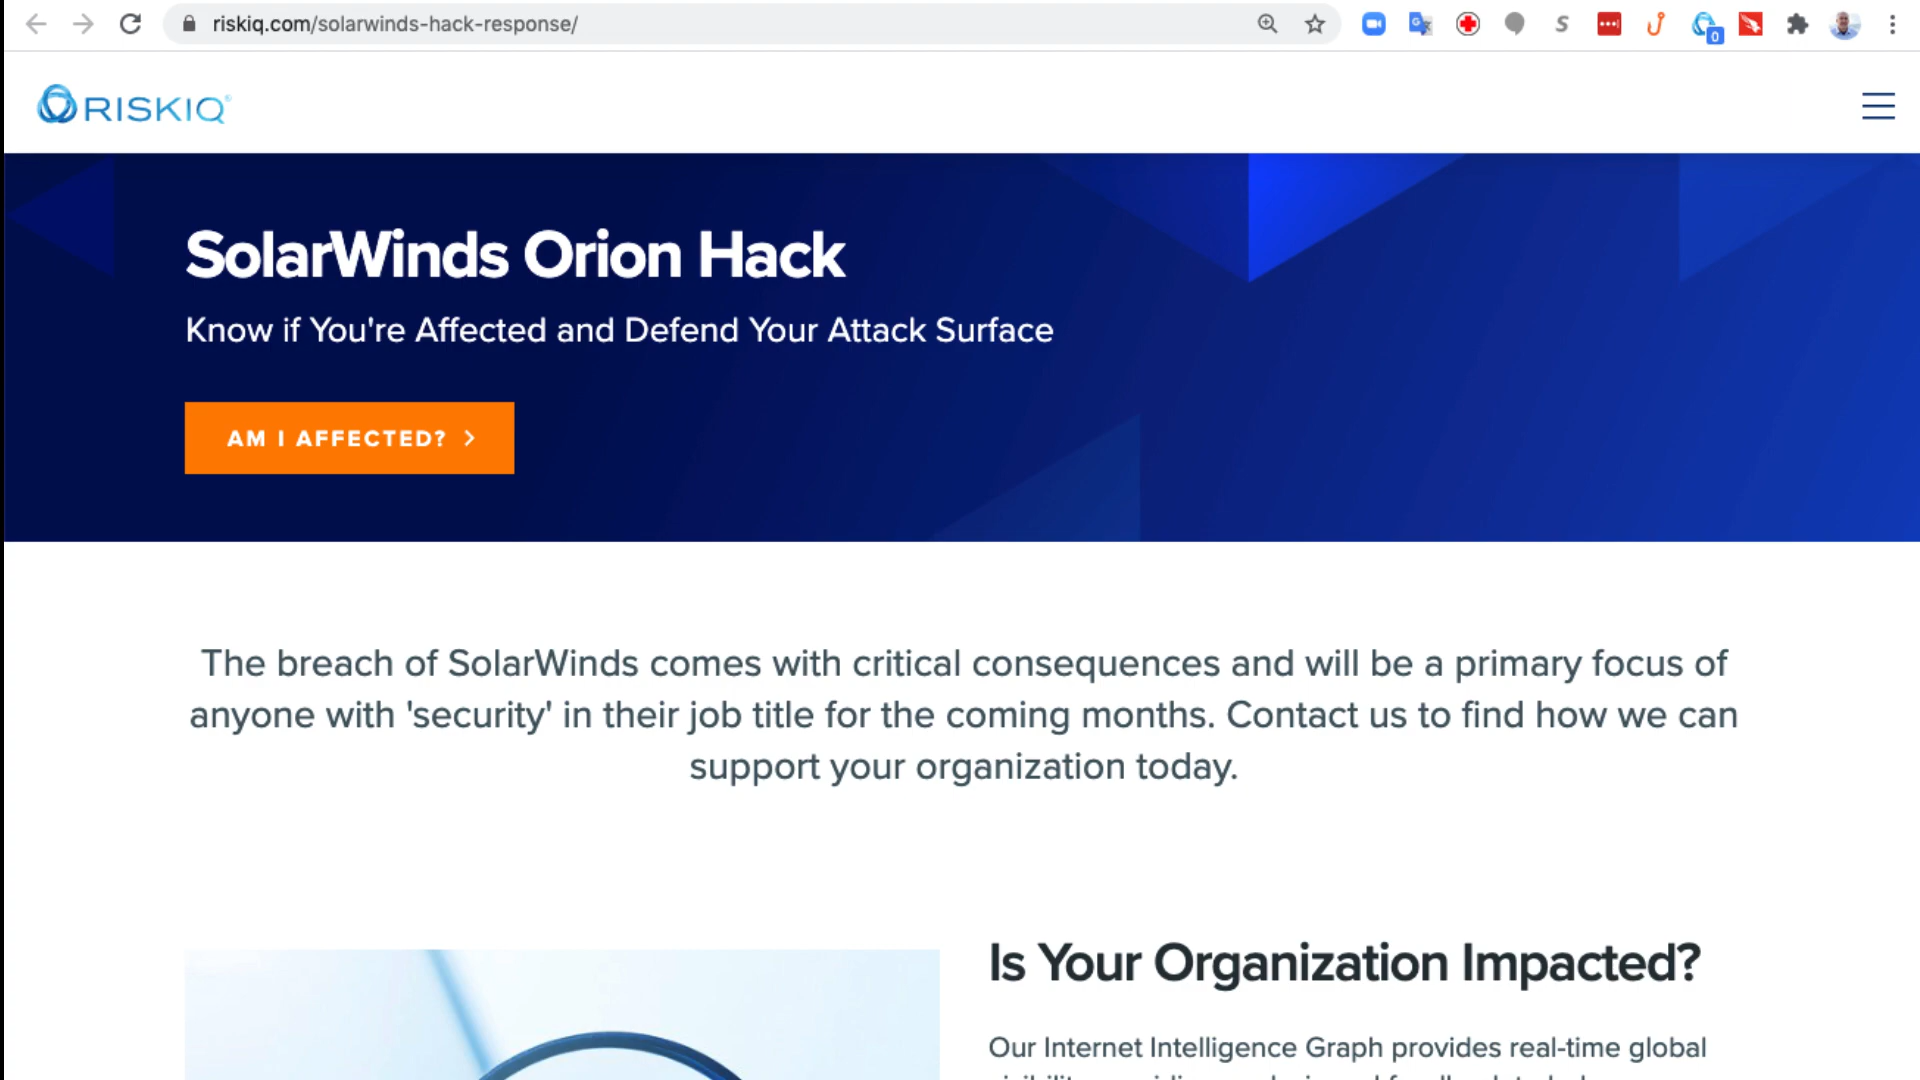 riskiq.com/solarwinds-hack-response/
0
RISKIQ®
SolarWinds Orion Hack
Know if You're Affected and Defend Your Attack Surface
AM I AFFECTED? >
The breach of SolarWinds comes with critical consequences and will be a primary focus of
anyone with 'security' in their job title for the coming months. Contact us to find how we can
support your organization today.
Is Your Organization Impacted?
Our Internet Intelligence Graph provides real-time global